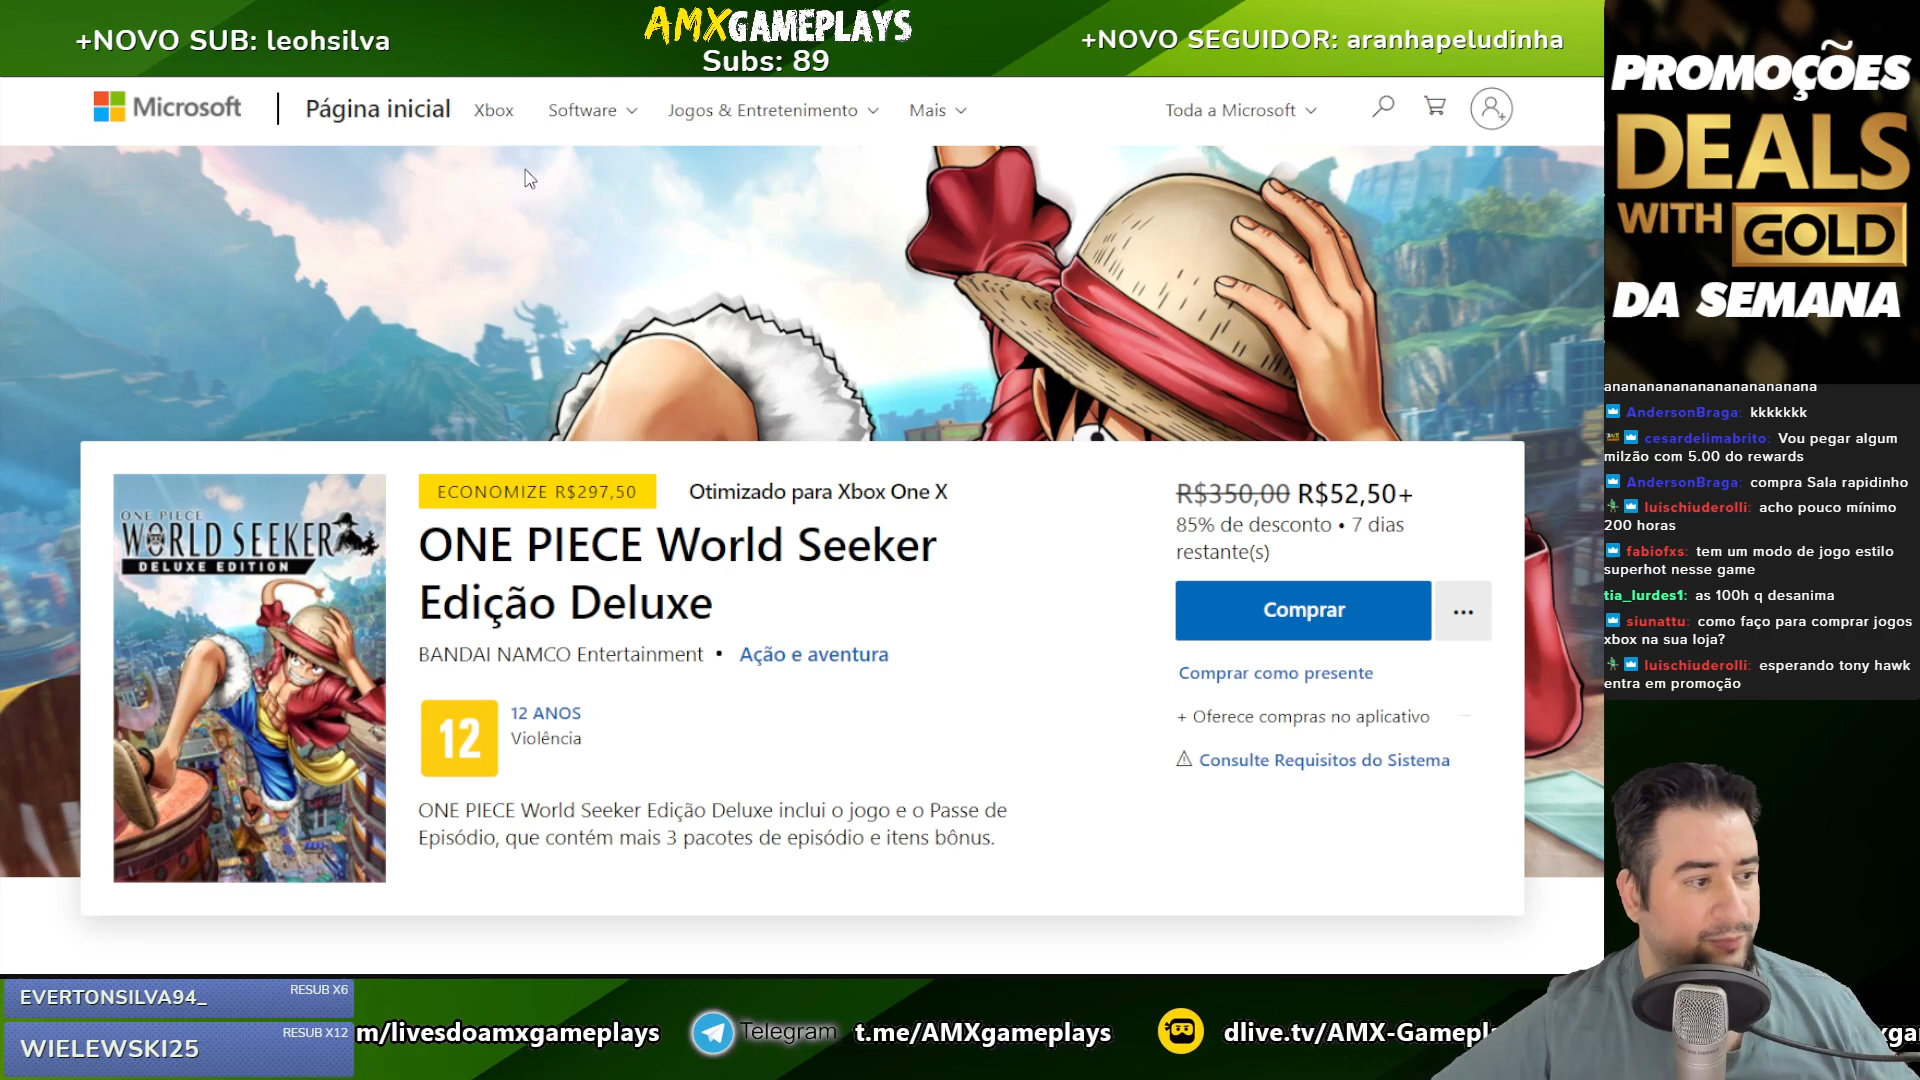 +NOVO SUB: leohsilva
AMXGAMEPLAYS
Subs: 89
+NOVO SEGUIDOR: aranhapeludinha
Microsoft
Página inicial
Xbox
Software
Jogos & Entretenimento
Mais
Toda a Microsoft
PROMOÇÕES
DEALS
WITH GOLD
DA SEMANA
ONE PIECE
WORLD SEEKER
DELUXE EDITION
ECONOMIZE R$297,50
Otimizado para Xbox One X
ONE PIECE World Seeker
Edição Deluxe
BANDAI NAMCO Entertainment • Ação e aventura
12
12 ANOS
Violência
ONE PIECE World Seeker Edição Deluxe inclui o jogo e o Passe de
Episódio, que contém mais 3 pacotes de episódio e itens bônus.
R$350,00 R$52,50+
85% de desconto • 7 dias
restante(s)
Comprar
...
Comprar como presente
+ Oferece compras no aplicativo
Consulte Requisitos do Sistema
AndersonBraga: kkkkkkk
cesardelimabrito: Vou pegar algum
milzão com 5.00 do rewards
AndersonBraga: compra Sala rapidinho
luischiuderolli: acho pouco mínimo
200 horas
fabiofxs: tem um modo de jogo estilo
superhot nesse game
tia_lurdes1: as 100h q desanima
siunattu: como faço para comprar jogos
xbox na sua loja?
luischiuderolli: esperando tony hawk
entra em promoção
EVERTONSILVA94_
RESUB X6
WIELEWSKI25
RESUB X12
m/livesdoamxgameplays
Telegram
t.me/AMXgameplays
dlive.tv/AMX-Gamepl